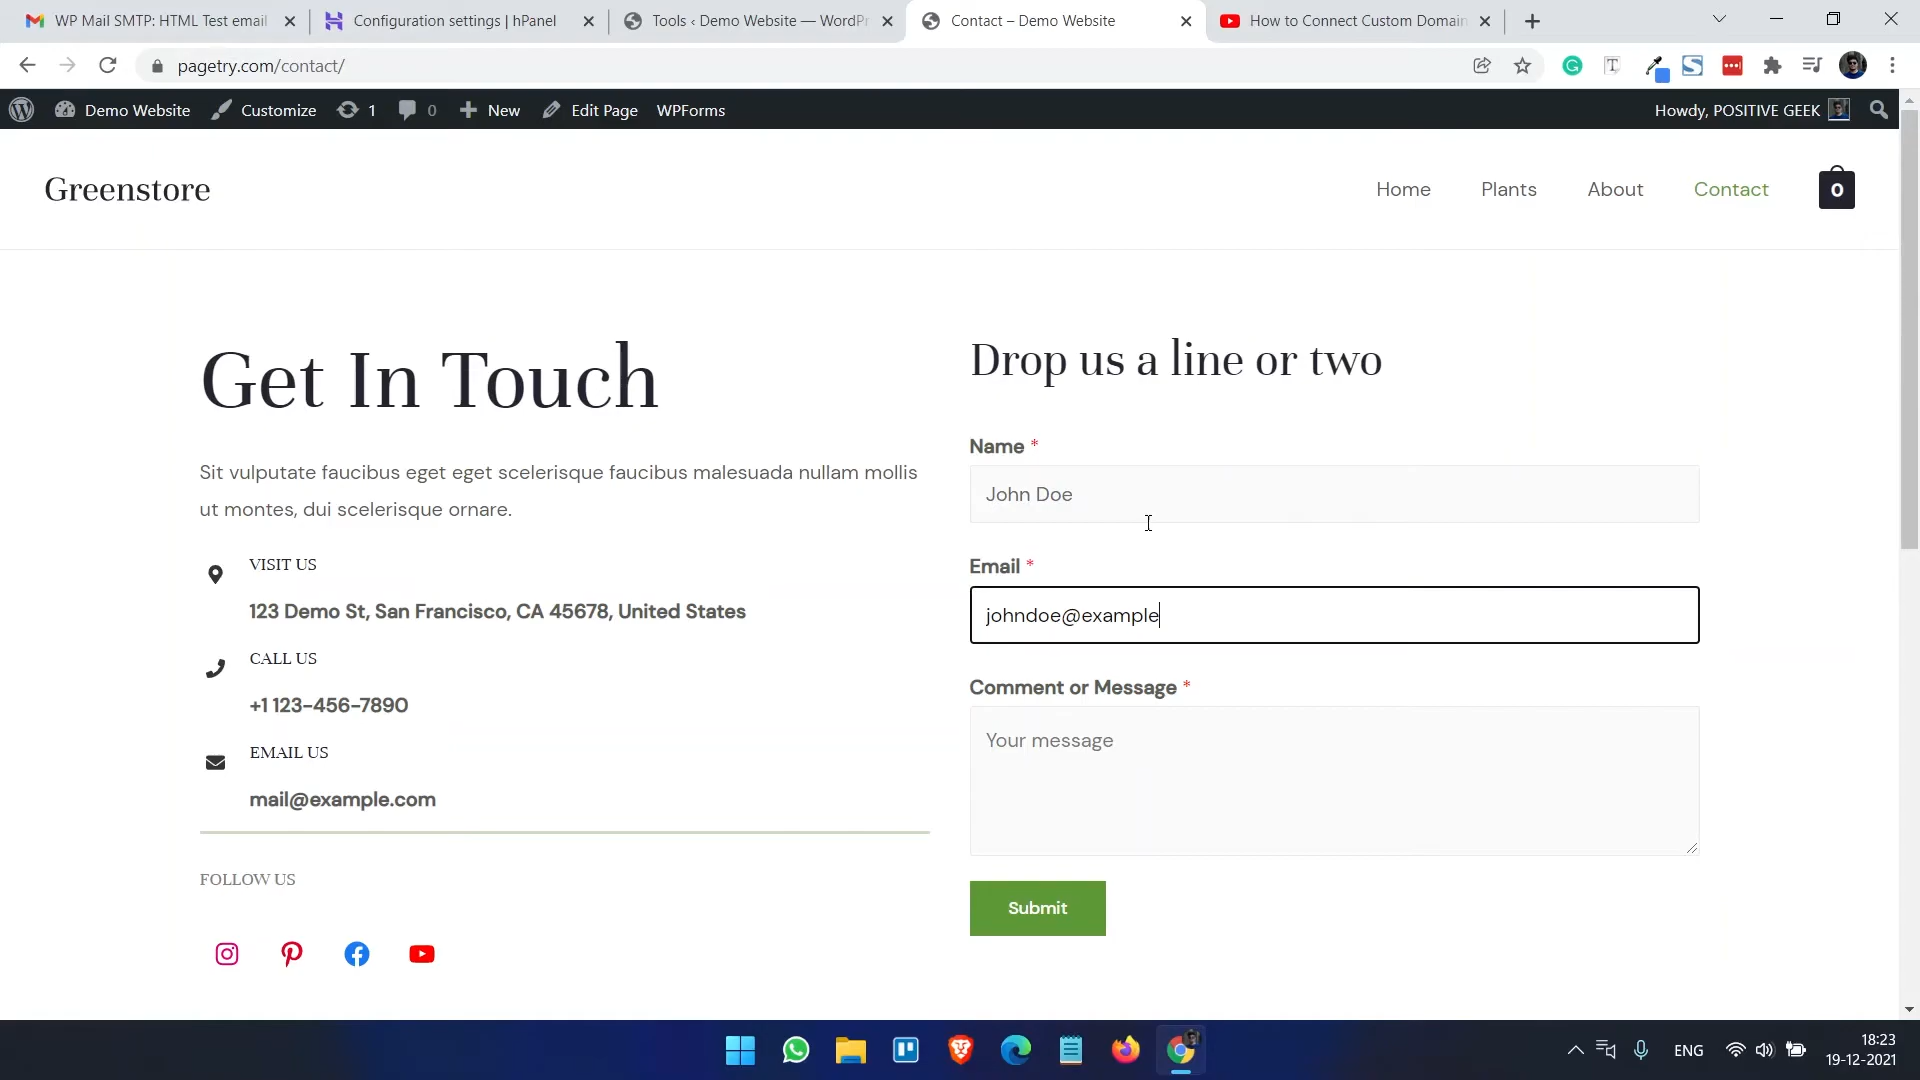 WP Mail SMTP: HTML Test email
Configuration settings | hPanel
Tools ‹ Demo Website — WordPr
Contact – Demo Website
How to Connect Custom Domain
pagetry.com/contact/
Demo Website
Customize
1
0
New
Edit Page
WPForms
Howdy, POSITIVE GEEK
Greenstore
Home
Plants
About
Contact
0
Get In Touch
Sit vulputate faucibus eget eget scelerisque faucibus malesuada nullam mollis
ut montes, dui scelerisque ornare.
VISIT US
123 Demo St, San Francisco, CA 45678, United States
CALL US
+1 123-456-7890
EMAIL US
mail@example.com
FOLLOW US
Drop us a line or two
Name *
John Doe
Email *
johndoe@example
Comment or Message *
Your message
Submit
ENG
18:23
19-12-2021